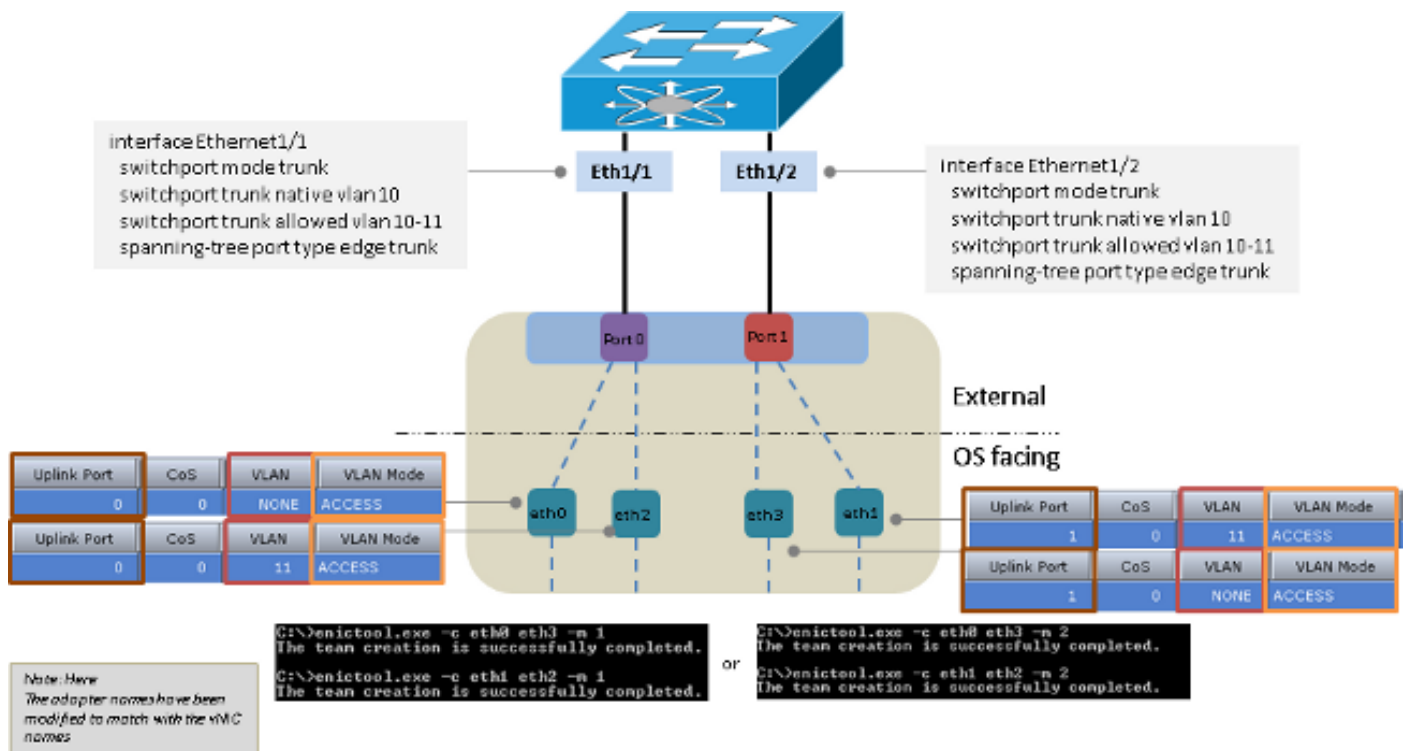 interface Ethernet1/1
switchport mode trunk
switchport trunk native vlan 10
switchport trunk allowed vlan 10-11
spanning-tree port type edge trunk
Eth1/1
Eth1/2
interface Ethernet1/2
switchport mode trunk
switchport trunk native vlan 10
switchport trunk allowed vlan 10-11
spanning-tree port type edge trunk
Port 0
Port 1
External
OS facing
Uplink Port CoS VLAN VLAN Mode
0 0 NONE ACCESS
Uplink Port CoS VLAN VLAN Mode
0 0 11 ACCESS
eth0
eth2
eth3
eth1
Uplink Port CoS VLAN VLAN Mode
1 0 11 ACCESS
Uplink Port CoS VLAN VLAN Mode
1 0 NONE ACCESS
C:\>enictool.exe -c eth0 eth3 -m 1
The team creation is successfully completed.
C:\>enictool.exe -c eth1 eth2 -m 1
The team creation is successfully completed.
or
C:\>enictool.exe -c eth0 eth3 -m 2
The team creation is successfully completed.
C:\>enictool.exe -c eth1 eth2 -m 2
The team creation is successfully completed.
Note: Here
The adapter names have been
modified to match with the vNIC
names